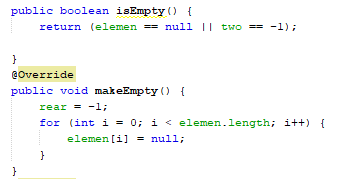 public boolean isEmpty() {
return (elemen == null || two == -1);
}
@Override
public void makeEmpty() {
rear = -1;
for (int i = 0; i < elemen.length; i++) {
elemen[i] = null;
}
}